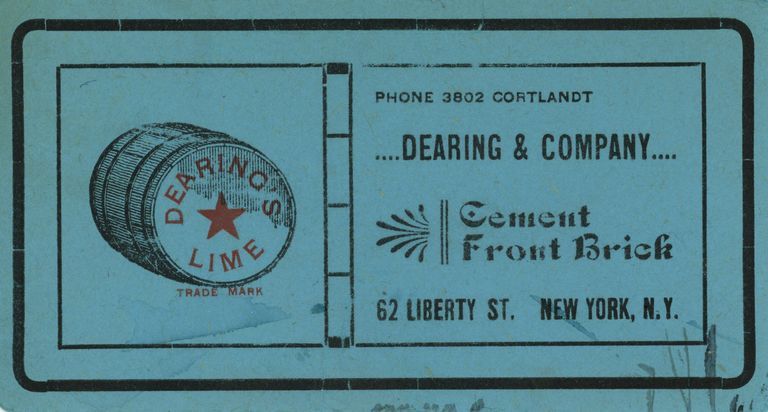 DEARING'S
LIME
TRADE MARK
PHONE 3802 CORTLANDT
....DEARING & COMPANY....
Cement
Front Brick
62 LIBERTY ST. NEW YORK, N.Y.